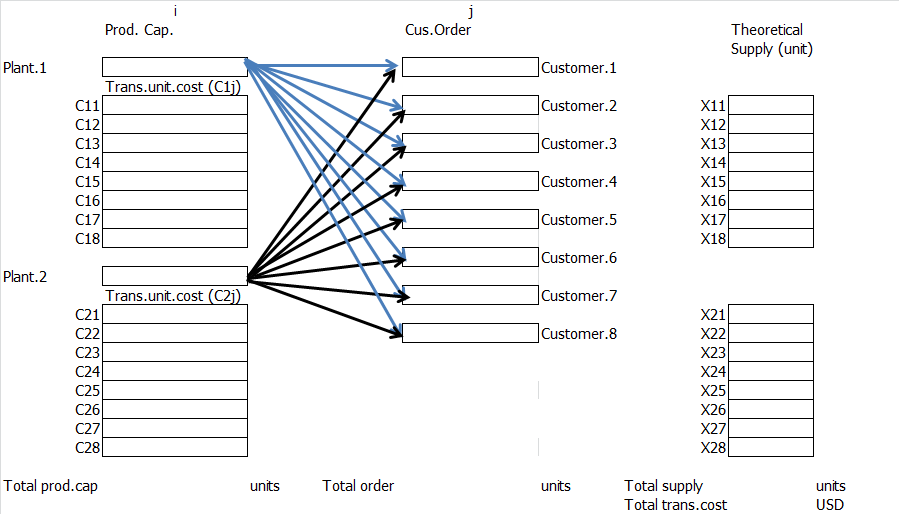 i j
Prod. Cap. Cus.Order Theoretical
Supply (unit)
Plant.1 Customer.1
Trans.unit.cost (C1j)
C11 Customer.2 X11
C12 X12
C13 Customer.3 X13
C14 X14
C15 Customer.4 X15
C16 X16
C17 Customer.5 X17
C18 X18
Customer.6
Plant.2
Trans.unit.cost (C2j) Customer.7
C21 X21
C22 Customer.8 X22
C23 X23
C24 X24
C25 X25
C26 X26
C27 X27
C28 X28
Total prod.cap units Total order units Total supply units
Total trans.cost USD